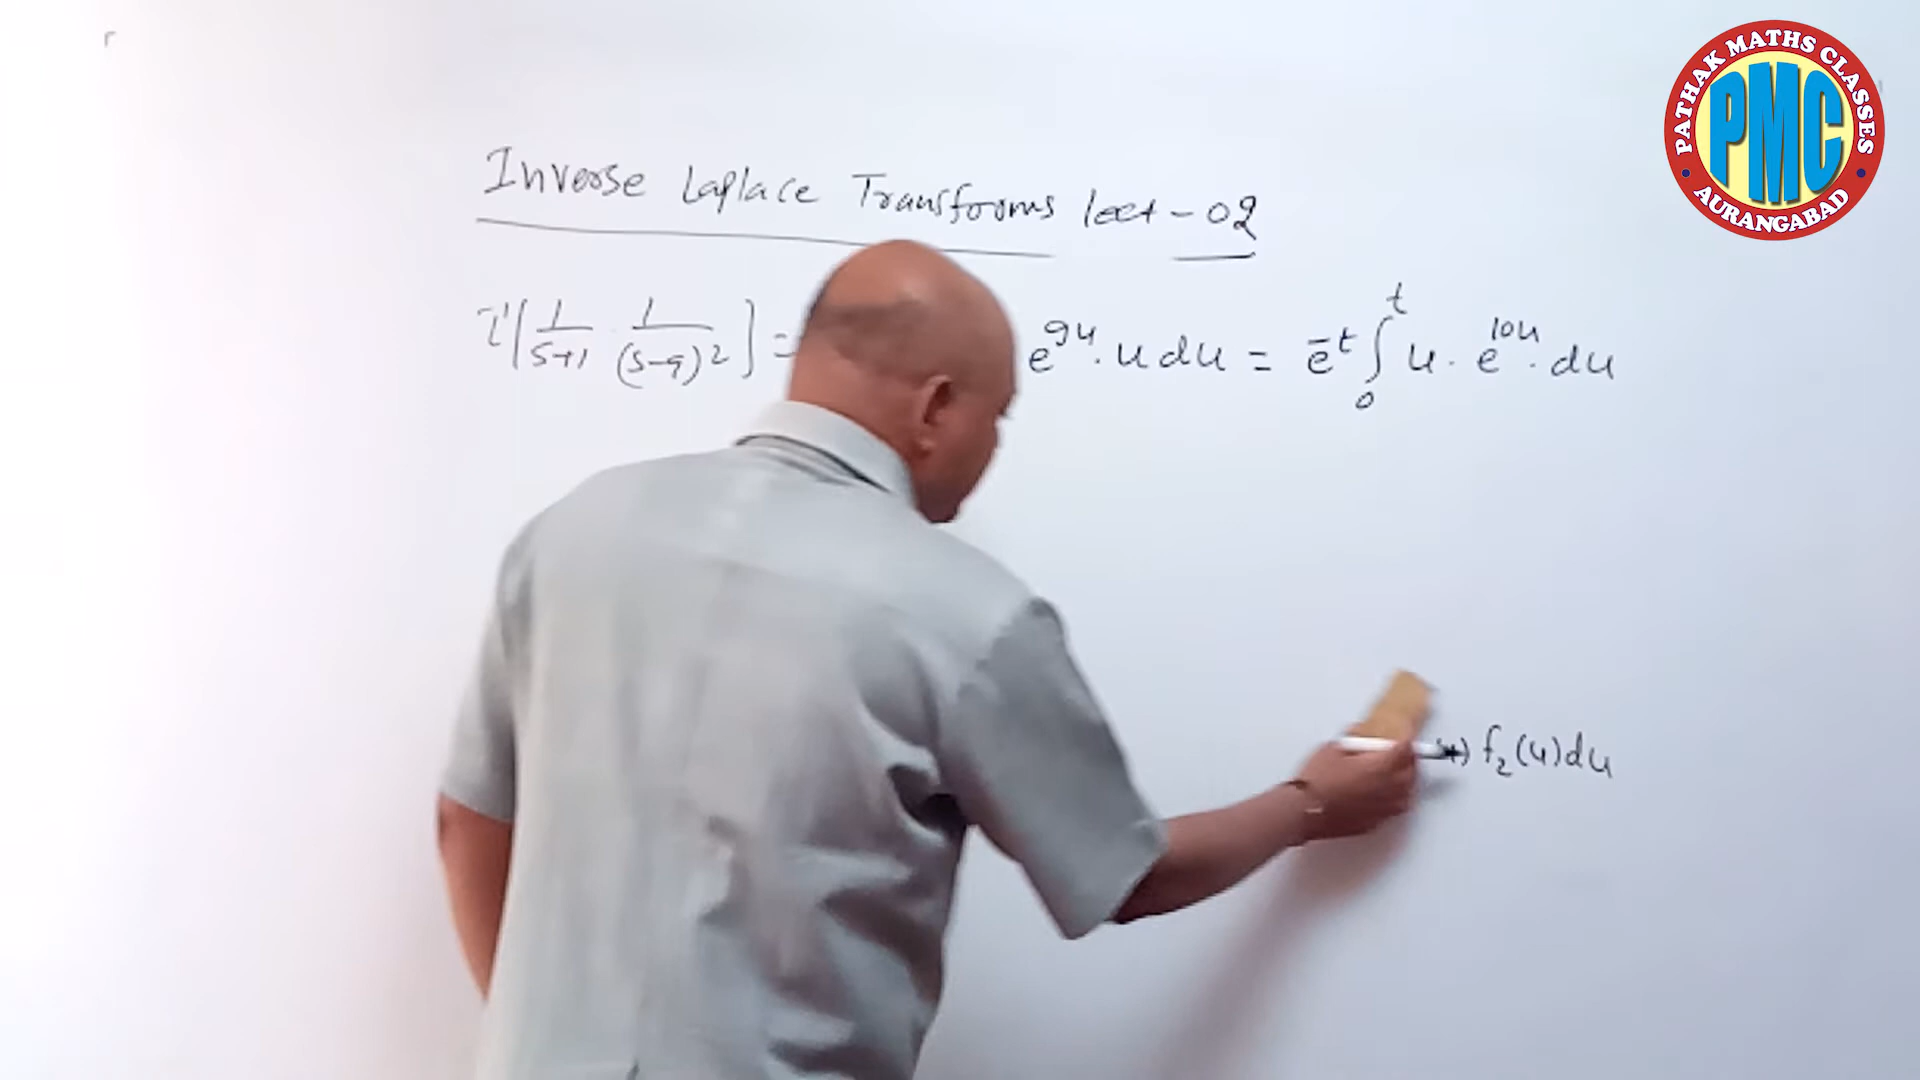 PATHAK MATHS CLASSES
PMC
AURANGABAD
Inverse Laplace Transforms lect - 02
L⁻¹[1/(s+1) · 1/(s-9)²] = e^{9u}. u du = e^{-t} ∫₀ᵗ u. e^{10u}. du
f₂(u)du